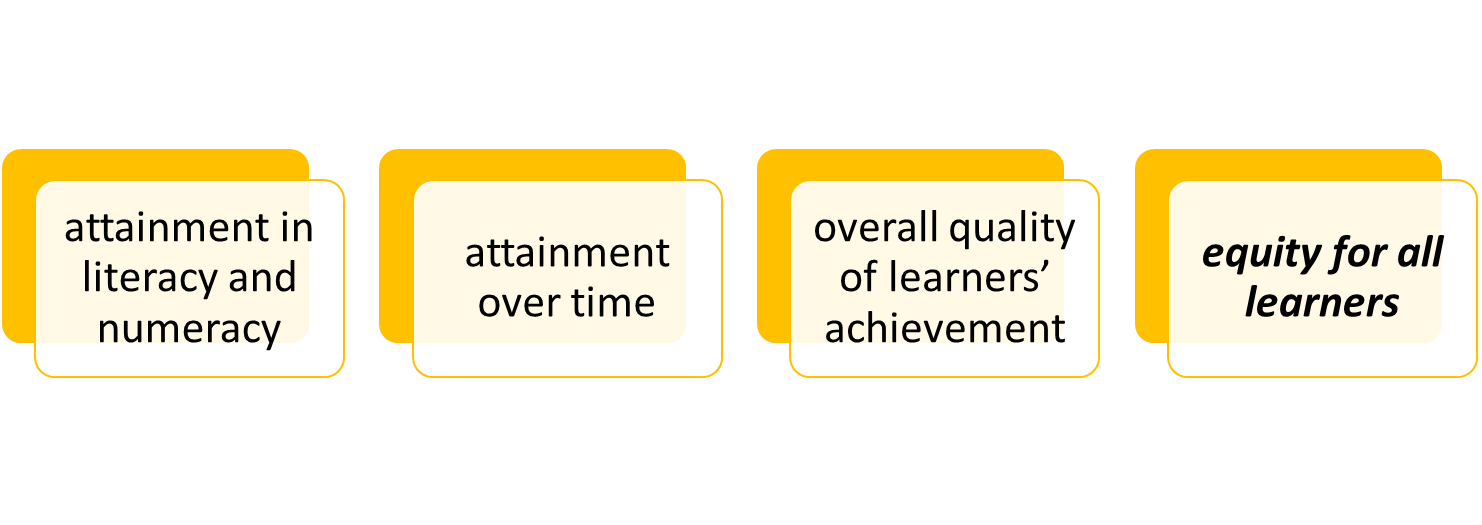 attainment in
literacy and
numeracy
attainment
over time
overall quality
of learners’
achievement
equity for all
learners